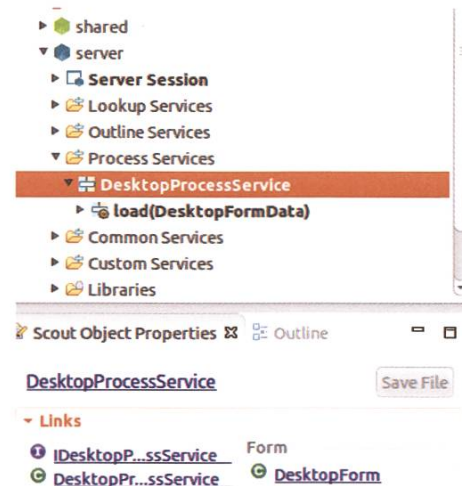 shared
server
Server Session
Lookup Services
Outline Services
Process Services
DesktopProcessService
load(DesktopFormData)
Common Services
Custom Services
Libraries
Scout Object Properties Outline
DesktopProcessService Save File
Links
IDesktopP...ssService Form
DesktopPr...ssService DesktopForm